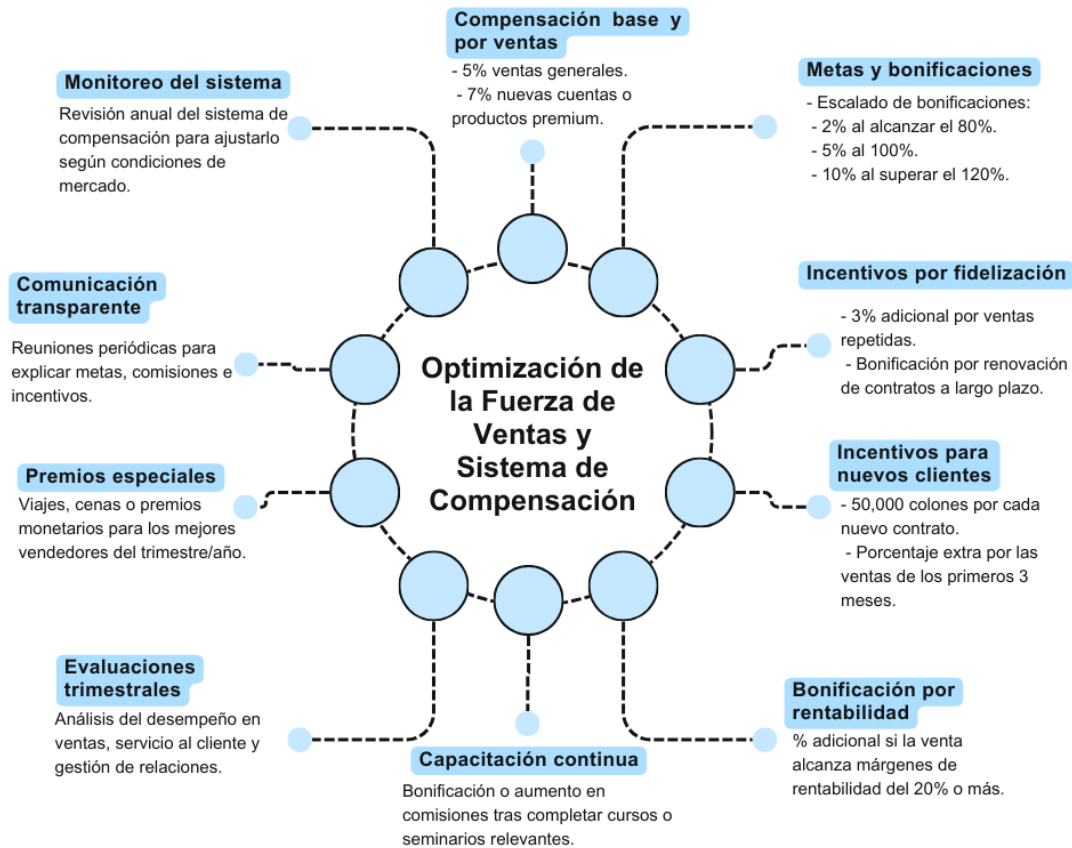 Compensación base y
por ventas
- 5% ventas generales.
- 7% nuevas cuentas o
productos premium.
Metas y bonificaciones
- Escalado de bonificaciones:
- 2% al alcanzar el 80%.
- 5% al 100%.
- 10% al superar el 120%.
Incentivos por fidelización
- 3% adicional por ventas
repetidas.
- Bonificación por renovación
de contratos a largo plazo.
Incentivos para
nuevos clientes
- 50,000 colones por cada
nuevo contrato.
- Porcentaje extra por las
ventas de los primeros 3
meses.
Bonificación por
rentabilidad
% adicional si la venta
alcanza márgenes de
rentabilidad del 20% o más.
Capacitación continua
Bonificación o aumento en
comisiones tras completar cursos o
seminarios relevantes.
Evaluaciones
trimestrales
Análisis del desempeño en
ventas, servicio al cliente y
gestión de relaciones.
Premios especiales
Viajes, cenas o premios
monetarios para los mejores
vendedores del trimestre/año.
Comunicación
transparente
Reuniones periódicas para
explicar metas, comisiones e
incentivos.
Monitoreo del sistema
Revisión anual del sistema de
compensación para ajustarlo
según condiciones de
mercado.
Optimización de
la Fuerza de
Ventas y
Sistema de
Compensación